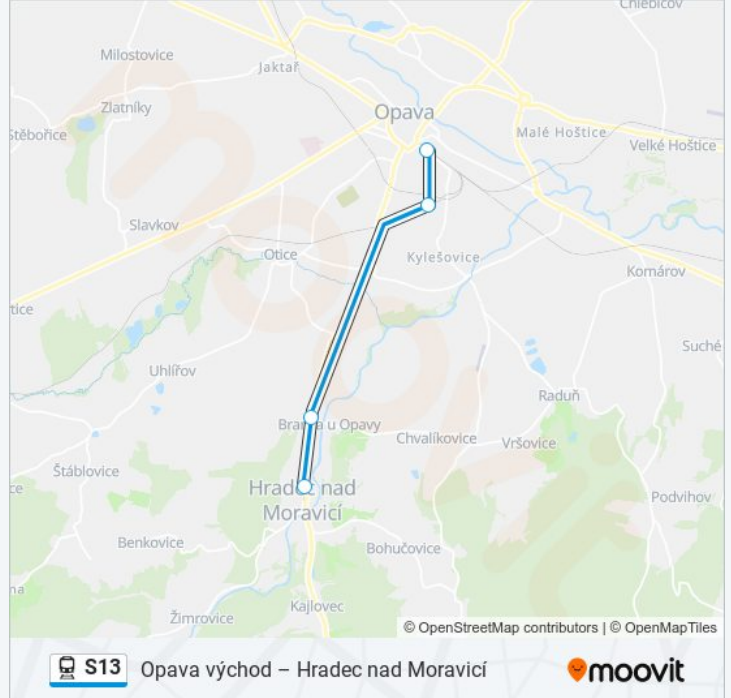 Chlebičov
Milostovice
Jaktař
Zlatníky
Opava
Stěbořice
Malé Hoštice
Velké Hoštice
Slavkov
Otice
Kylešovice
Komárov
tice
Suché
Uhlířov
Raduň
Branka u Opavy
Chvalíkovice
Vršovice
Štáblovice
ce
Hradec nad
Moravicí
Podvihov
Benkovice
Bohučovice
na
Kajlovec
Žimrovice
© OpenStreetMap contributors | © OpenMapTiles
S13 Opava východ – Hradec nad Moravicí moovit